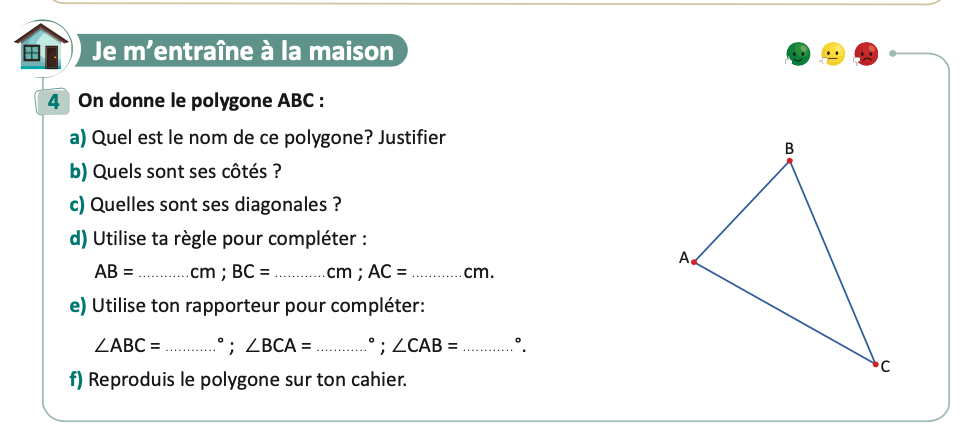 Je m’entraîne à la maison
4 On donne le polygone ABC :
a) Quel est le nom de ce polygone? Justifier
b) Quels sont ses côtés ?
c) Quelles sont ses diagonales ?
d) Utilise ta règle pour compléter :
AB = ............cm ; BC = ............cm ; AC = ............cm.
e) Utilise ton rapporteur pour compléter:
∠ABC = ............° ; ∠BCA = ............° ; ∠CAB = ............°.
f) Reproduis le polygone sur ton cahier.
B
A
C